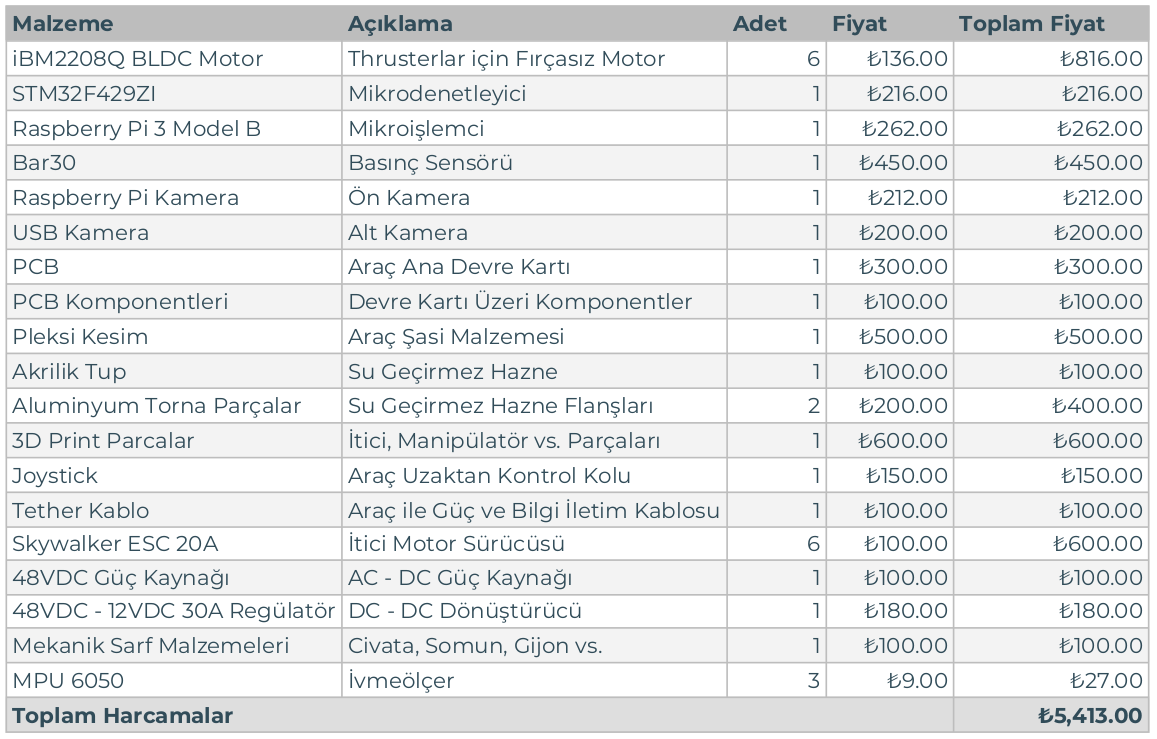 Malzeme Açıklama Adet Fiyat Toplam Fiyat
iBM2208Q BLDC Motor Thrusterlar için Fırçasız Motor 6 ₺136.00 ₺816.00
STM32F429ZI Mikrodenetleyici 1 ₺216.00 ₺216.00
Raspberry Pi 3 Model B Mikroişlemci 1 ₺262.00 ₺262.00
Bar30 Basınç Sensörü 1 ₺450.00 ₺450.00
Raspberry Pi Kamera Ön Kamera 1 ₺212.00 ₺212.00
USB Kamera Alt Kamera 1 ₺200.00 ₺200.00
PCB Araç Ana Devre Kartı 1 ₺300.00 ₺300.00
PCB Komponentleri Devre Kartı Üzeri Komponentler 1 ₺100.00 ₺100.00
Pleksi Kesim Araç Şasi Malzemesi 1 ₺500.00 ₺500.00
Akrilik Tup Su Geçirmez Hazne 1 ₺100.00 ₺100.00
Aluminyum Torna Parçalar Su Geçirmez Hazne Flanşları 2 ₺200.00 ₺400.00
3D Print Parcalar İtici, Manipülatör vs. Parçaları 1 ₺600.00 ₺600.00
Joystick Araç Uzaktan Kontrol Kolu 1 ₺150.00 ₺150.00
Tether Kablo Araç ile Güç ve Bilgi İletim Kablosu 1 ₺100.00 ₺100.00
Skywalker ESC 20A İtici Motor Sürücüsü 6 ₺100.00 ₺600.00
48VDC Güç Kaynağı AC - DC Güç Kaynağı 1 ₺100.00 ₺100.00
48VDC - 12VDC 30A Regülatör DC - DC Dönüştürücü 1 ₺180.00 ₺180.00
Mekanik Sarf Malzemeleri Civata, Somun, Gijon vs. 1 ₺100.00 ₺100.00
MPU 6050 İvmeölçer 3 ₺9.00 ₺27.00
Toplam Harcamalar ₺5,413.00